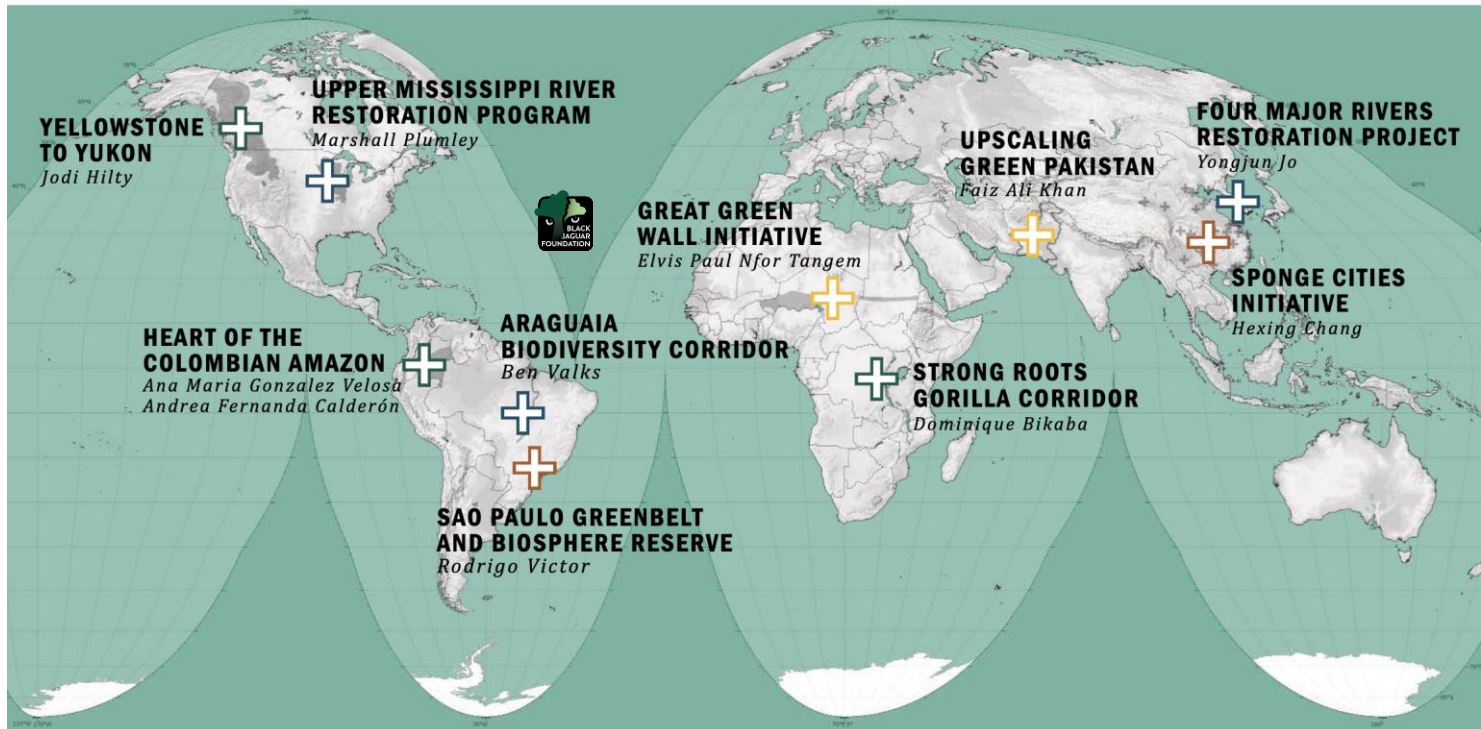 YELLOWSTONE
TO YUKON
Jodi Hilty
UPPER MISSISSIPPI RIVER
RESTORATION PROGRAM
Marshall Plumley
BLACK
JAGUAR
FOUNDATION
GREAT GREEN
WALL INITIATIVE
Elvis Paul Nfor Tangem
UPSCALING
GREEN PAKISTAN
Faiz Ali Khan
FOUR MAJOR RIVERS
RESTORATION PROJECT
Yongjun Jo
SPONGE CITIES
INITIATIVE
Hexing Chang
HEART OF THE
COLOMBIAN AMAZON
Ana Maria Gonzalez Velosa
Andrea Fernanda Calderón
ARAGUAIA
BIODIVERSITY CORRIDOR
Ben Valks
STRONG ROOTS
GORILLA CORRIDOR
Dominique Bikaba
SAO PAULO GREENBELT
AND BIOSPHERE RESERVE
Rodrigo Victor